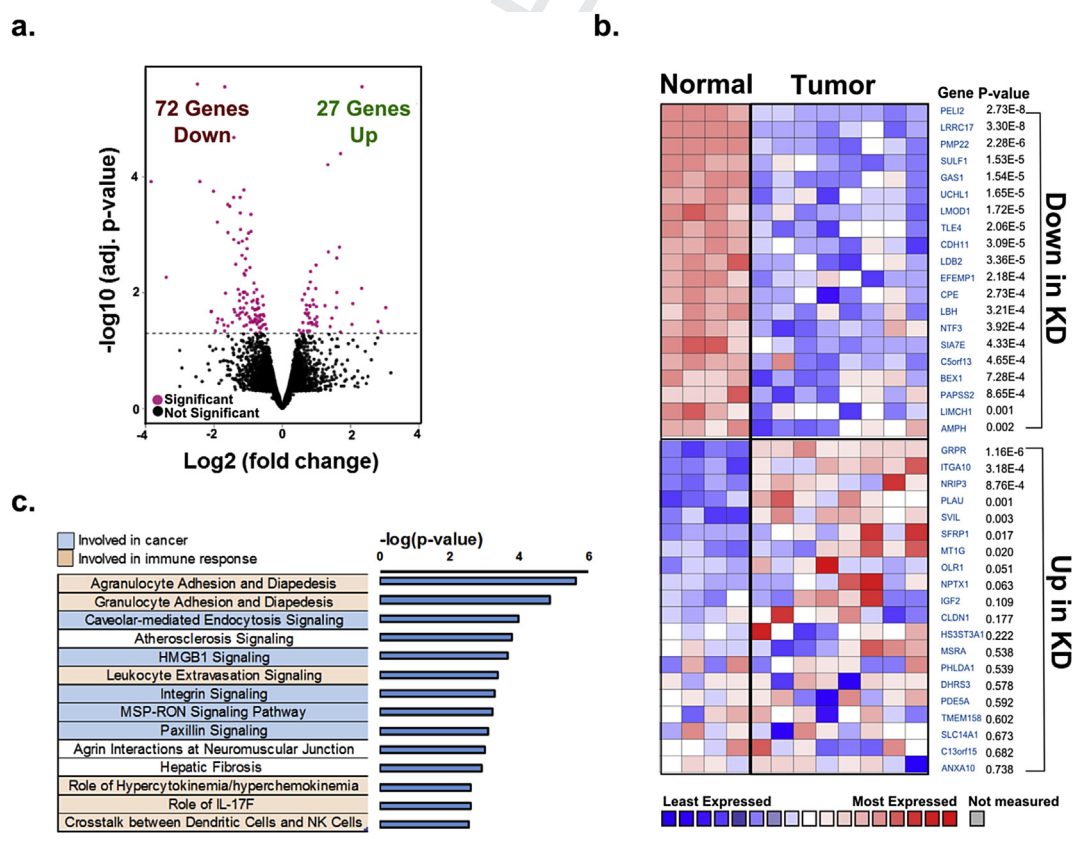 a.
72 Genes
Down
27 Genes
Up
-log10 (adj. p-value)
4
2
0
Significant
Not Significant
-4 -2 0 2 4
Log2 (fold change)
b.
Normal Tumor
Gene P-value
PELI2 2.73E-8
LRRC17 3.30E-8
PMP22 2.28E-6
SULF1 1.53E-5
GAS1 1.54E-5
UCHL1 1.65E-5
LMOD1 1.72E-5
TLE4 2.06E-5
CDH11 3.09E-5
LDB2 3.36E-5
EFEMP1 2.18E-4
CPE 2.73E-4
LBH 3.21E-4
NTF3 3.92E-4
SIA7E 4.33E-4
C5orf13 4.65E-4
BEX1 7.28E-4
PAPSS2 8.65E-4
LIMCH1 0.001
AMPH 0.002
Down in KD
GRPR 1.16E-6
ITGA10 3.18E-4
NRIP3 8.76E-4
PLAU 0.001
SVIL 0.003
SFRP1 0.017
MT1G 0.020
OLR1 0.051
NPTX1 0.063
IGF2 0.109
CLDN1 0.177
HS3ST3A1 0.222
MSRA 0.538
PHLDA1 0.539
DHRS3 0.578
PDE5A 0.592
TMEM158 0.602
SLC14A1 0.673
C13orf15 0.682
ANXA10 0.738
Up in KD
Least Expressed Most Expressed Not measured
c.
Involved in cancer
Involved in immune response
-log(p-value)
0 2 4 6
Agranulocyte Adhesion and Diapedesis
Granulocyte Adhesion and Diapedesis
Caveolar-mediated Endocytosis Signaling
Atherosclerosis Signaling
HMGB1 Signaling
Leukocyte Extravasation Signaling
Integrin Signaling
MSP-RON Signaling Pathway
Paxillin Signaling
Agrin Interactions at Neuromuscular Junction
Hepatic Fibrosis
Role of Hypercytokinemia/hyperchemokinemia
Role of IL-17F
Crosstalk between Dendritic Cells and NK Cells